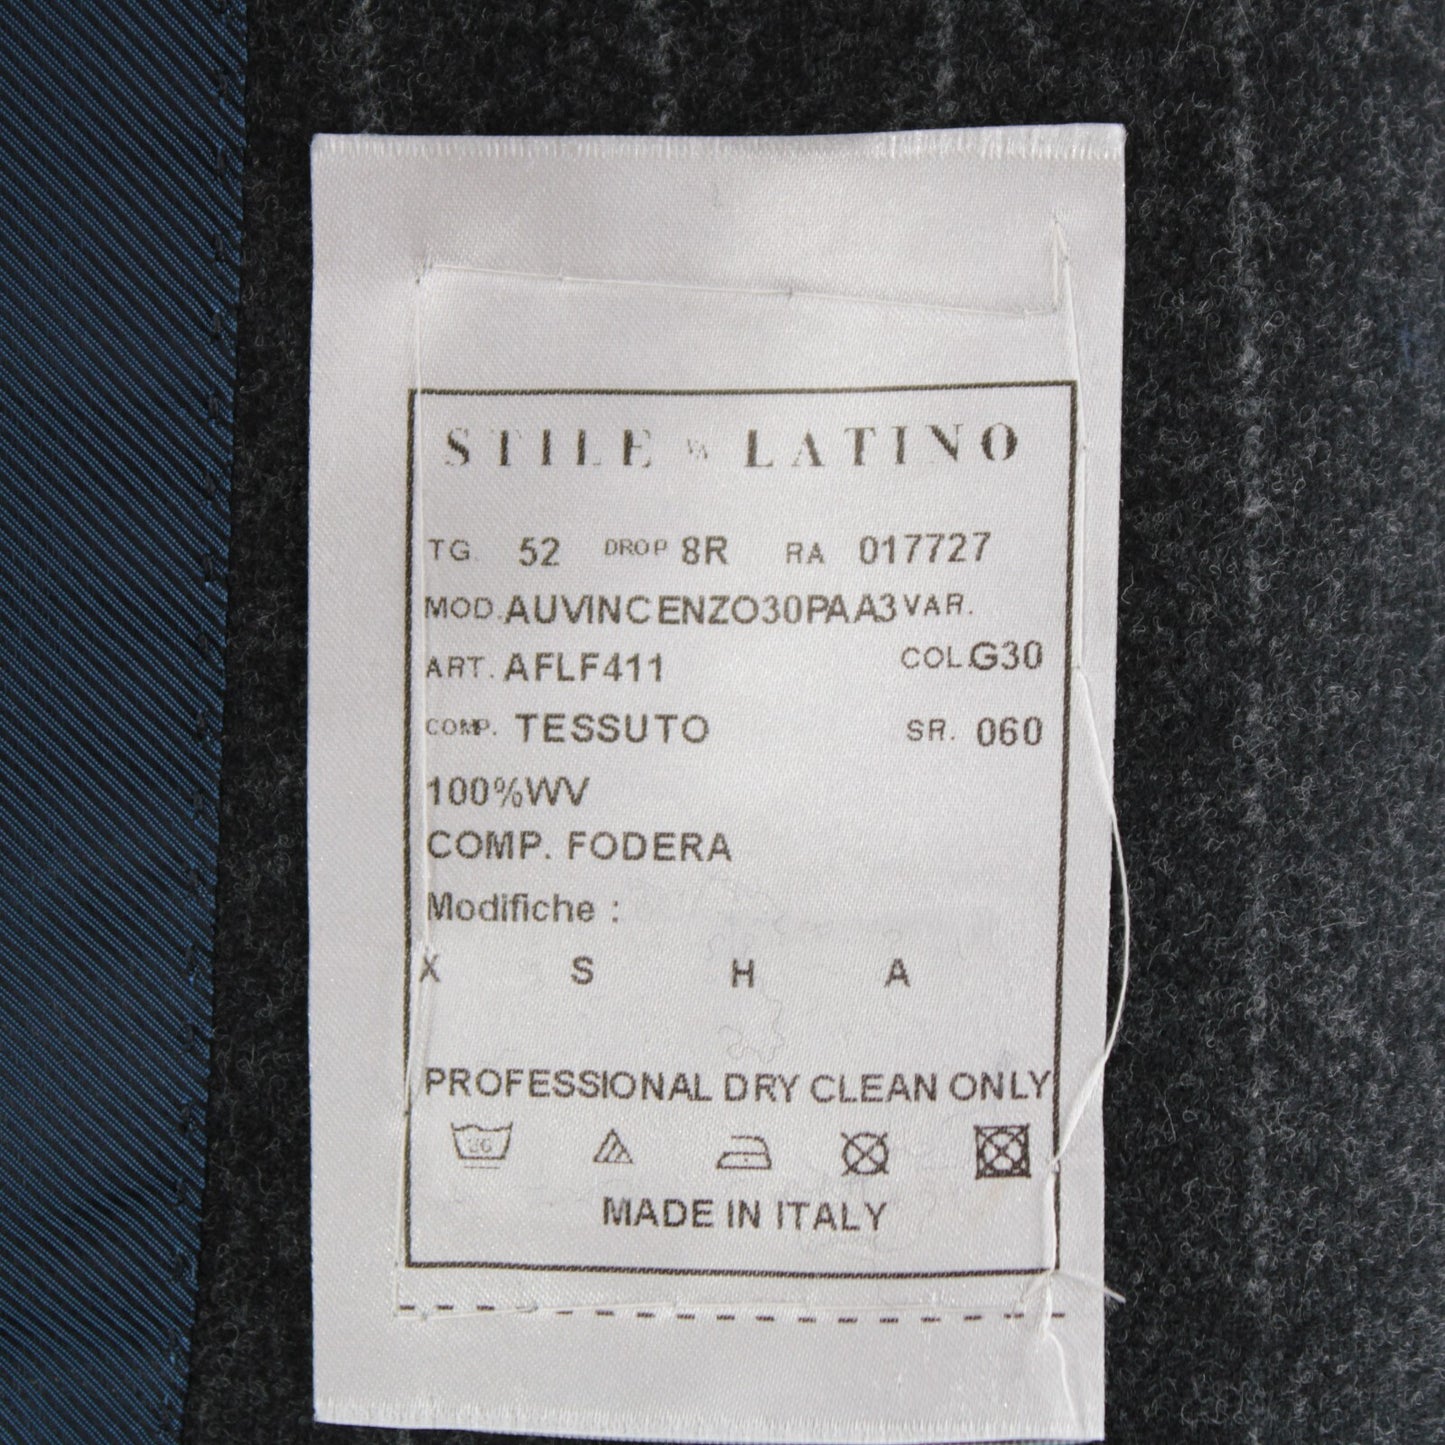 STILE LATINO
TG. 52 DROP 8R RA 017727
MOD. AUVINCENZO30PAA3 VAR.
ART. AFLF411 COL. G30
COMP. TESSUTO SR. 060
100%WV
COMP. FODERA
Modifiche :
X S H A
PROFESSIONAL DRY CLEAN ONLY
MADE IN ITALY